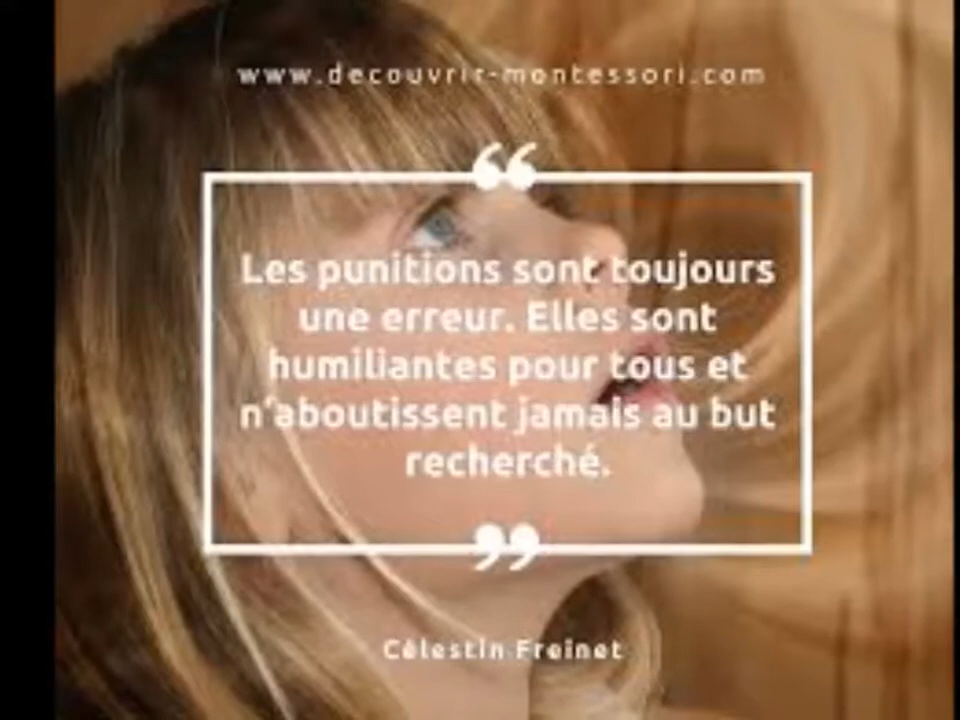 www.decouvrir-montessori.com
“
Les punitions sont toujours
une erreur. Elles sont
humiliantes pour tous et
n'aboutissent jamais au but
recherché.
”
Célestin Freinet